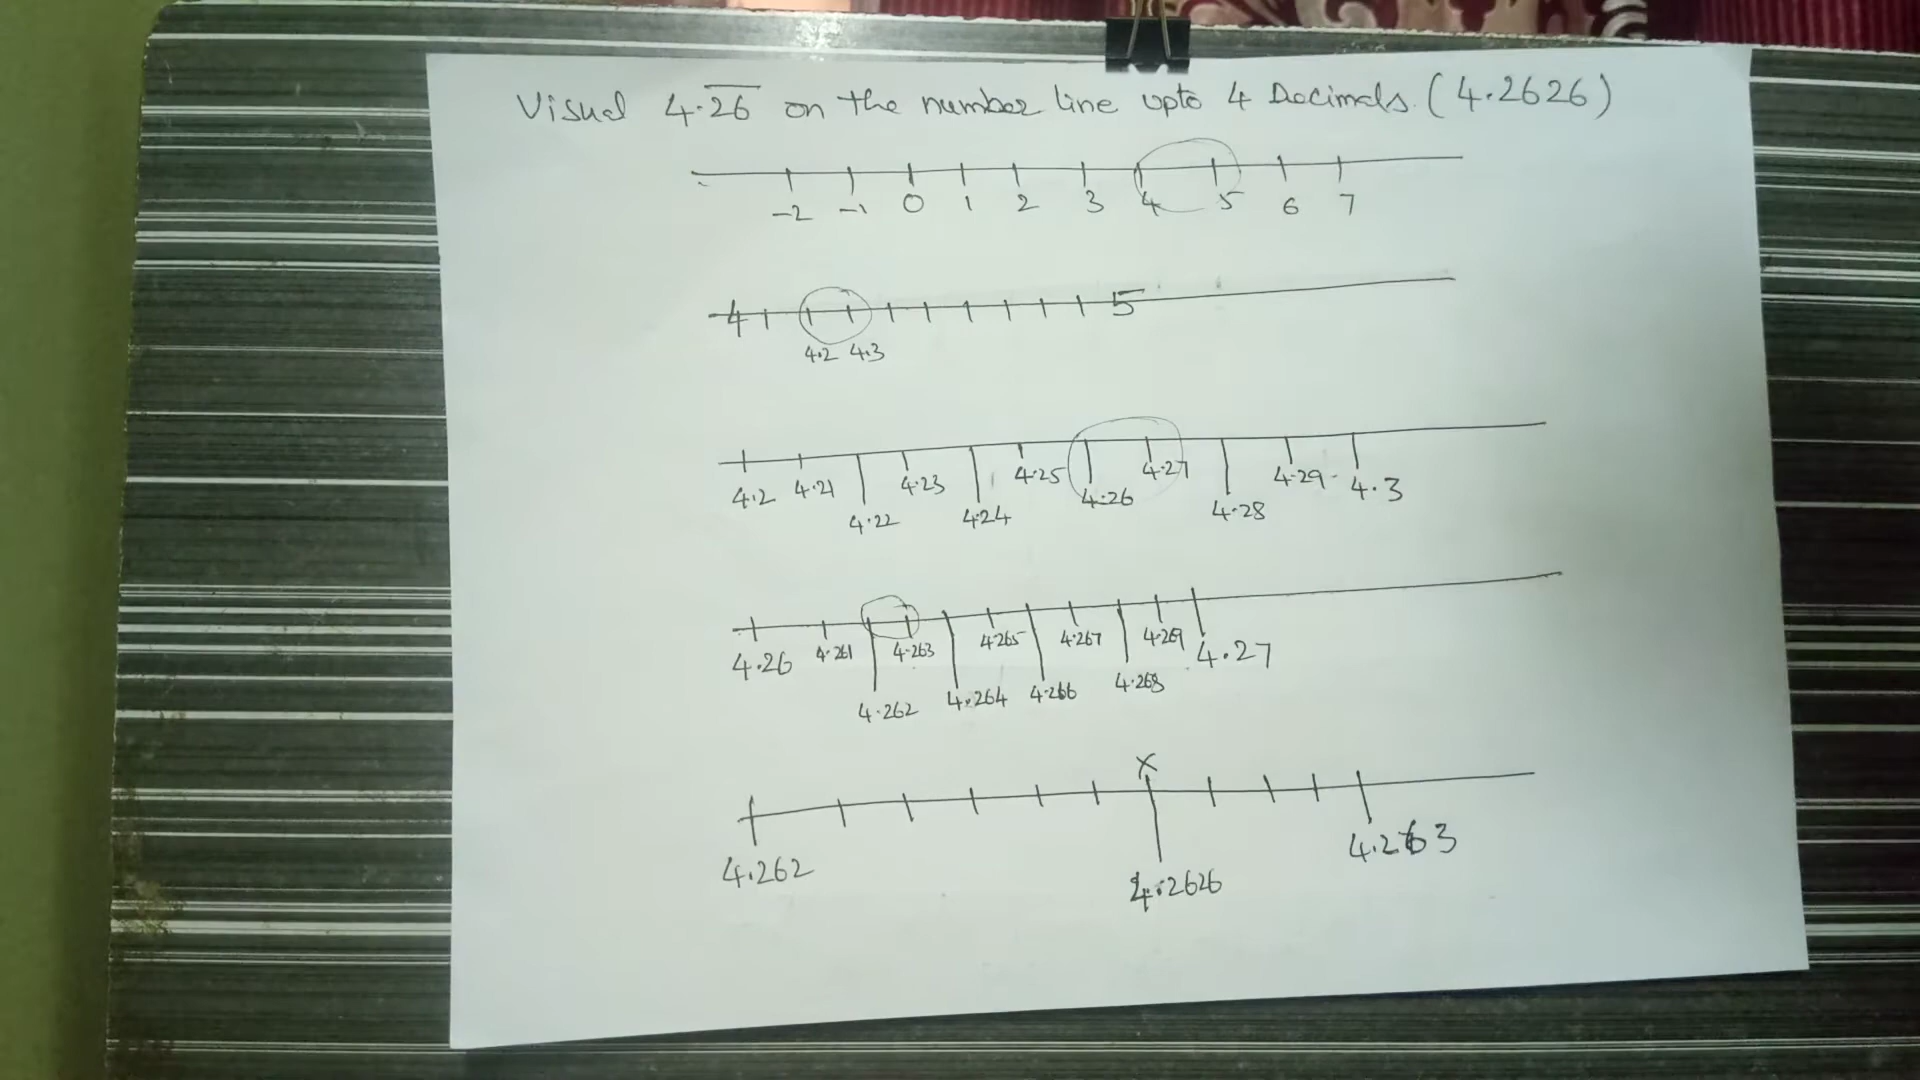 Visual 4.2̅6̅ on the number line upto 4 Decimals. (4.2626)
-2 -1 0 1 2 3 4 5 6 7
4 5
4.2 4.3
4.2 4.21 4.22 4.23 4.24 4.25 4.26 4.27 4.28 4.29 4.3
4.26 4.261 4.262 4.263 4.264 4.265 4.266 4.267 4.268 4.269 4.27
x
4.262 4.2626 4.263